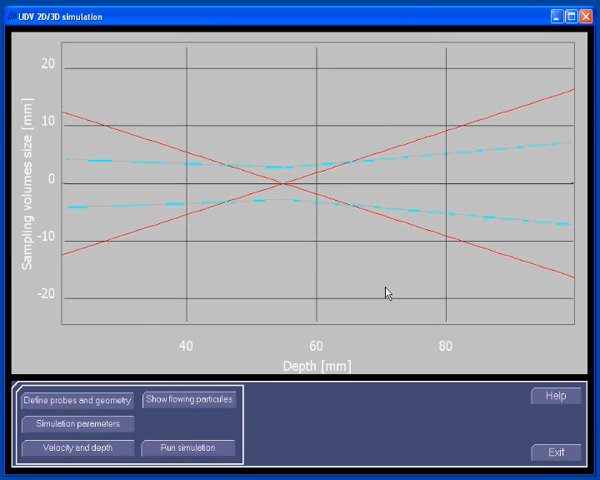 UDV 2D/3D simulation
20
10
0
-10
-20
Sampling volumes size [mm]
40 60 80
Depth [mm]
Define probes and geometry Show flowing particules
Simulation parameters
Velocity and depth Run simulation
Help
Exit